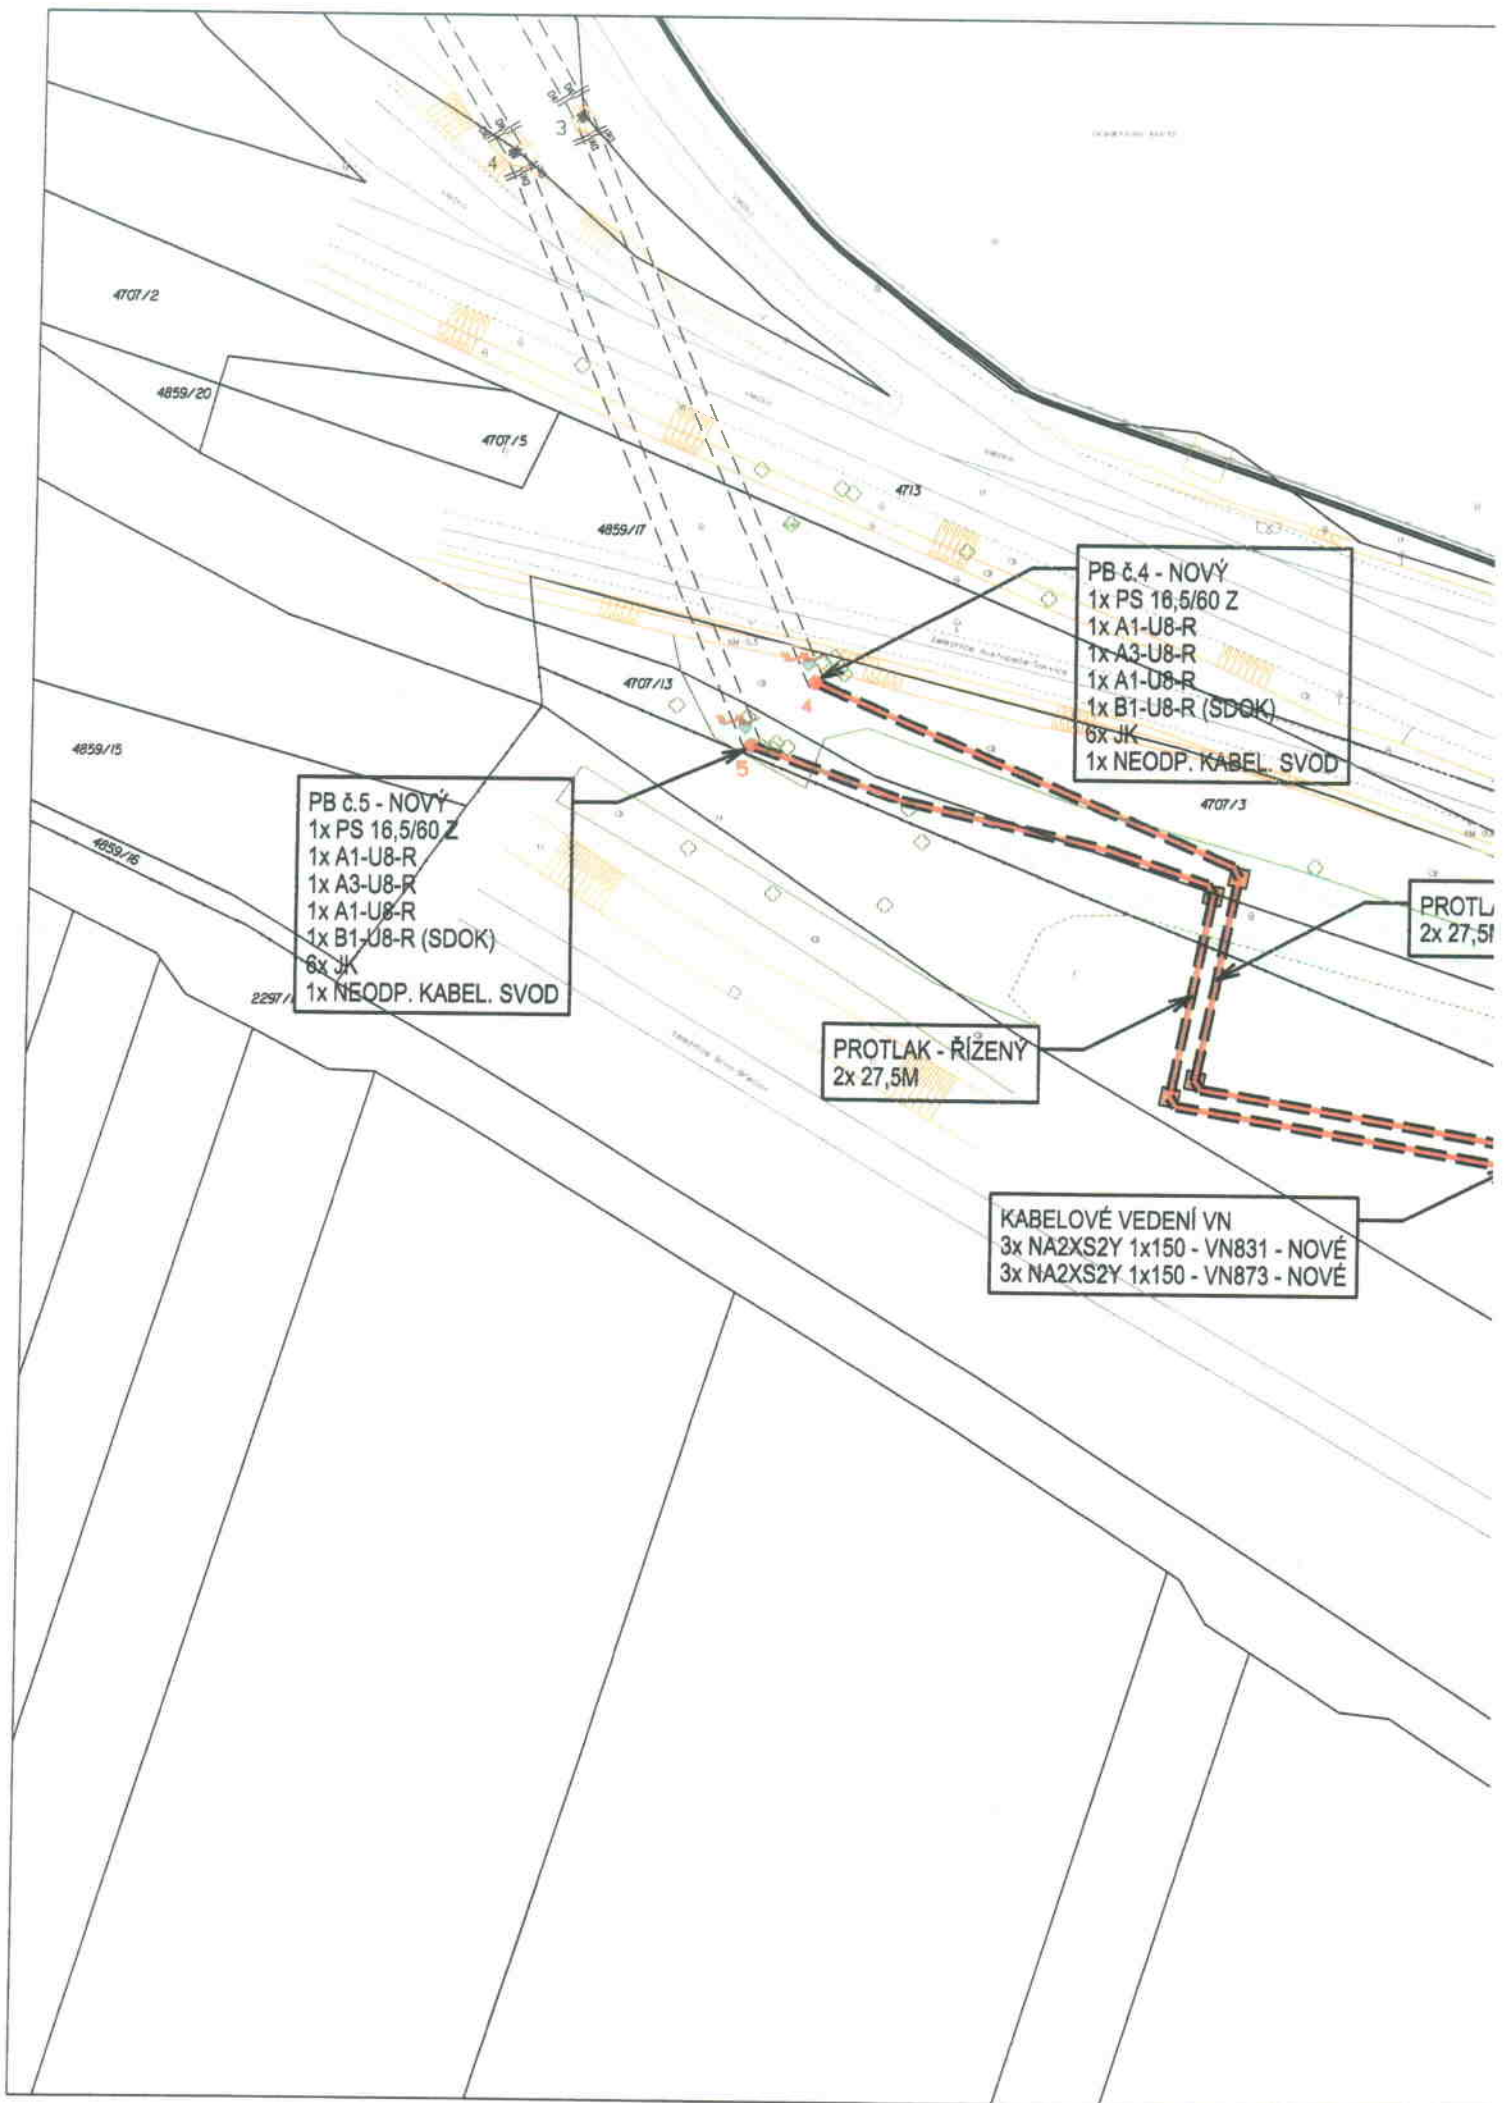 3
4
4707/2
4859/20
4707/5
4713
4859/17
PB č.4 - NOVÝ
1x PS 16,5/60 Z
1x A1-U8-R
1x A3-U8-R
1x A1-U8-R
1x B1-U8-R (SDOK)
6x JK
1x NEODP. KABEL. SVOD
4707/13
4
4859/15
5
4707/3
PB č.5 - NOVÝ
1x PS 16,5/60 Z
1x A1-U8-R
1x A3-U8-R
1x A1-U8-R
1x B1-U8-R (SDOK)
6x JK
1x NEODP. KABEL. SVOD
4859/16
2297/
PROTLAK - ŘÍZENÝ
2x 27,5M
KABELOVÉ VEDENÍ VN
3x NA2XS2Y 1x150 - VN831 - NOVÉ
3x NA2XS2Y 1x150 - VN873 - NOVÉ